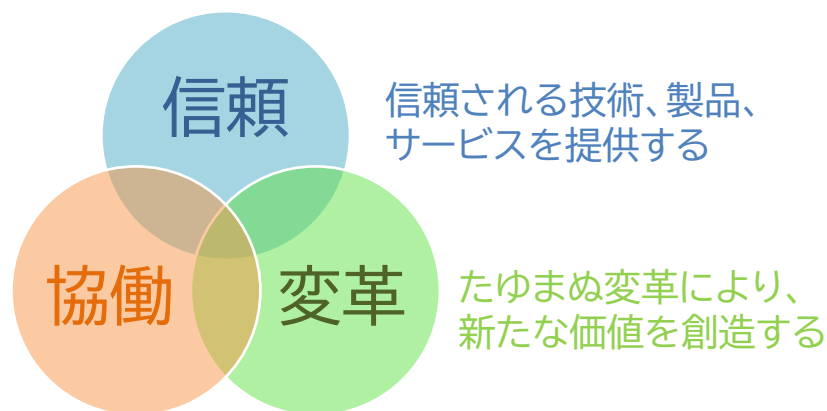 信頼
信頼される技術、製品、
サービスを提供する
協働
変革
たゆまぬ変革により、
新たな価値を創造する